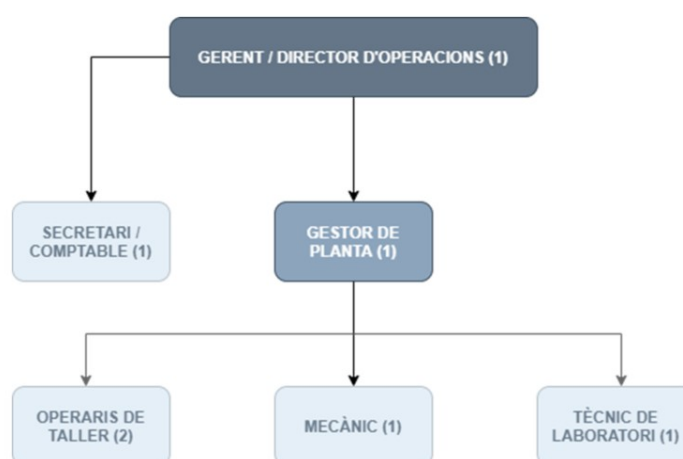 GERENT / DIRECTOR D'OPERACIONS (1)
SECRETARI /
COMPTABLE (1)
GESTOR DE
PLANTA (1)
OPERARIS DE
TALLER (2)
MECÀNIC (1)
TÈCNIC DE
LABORATORI (1)